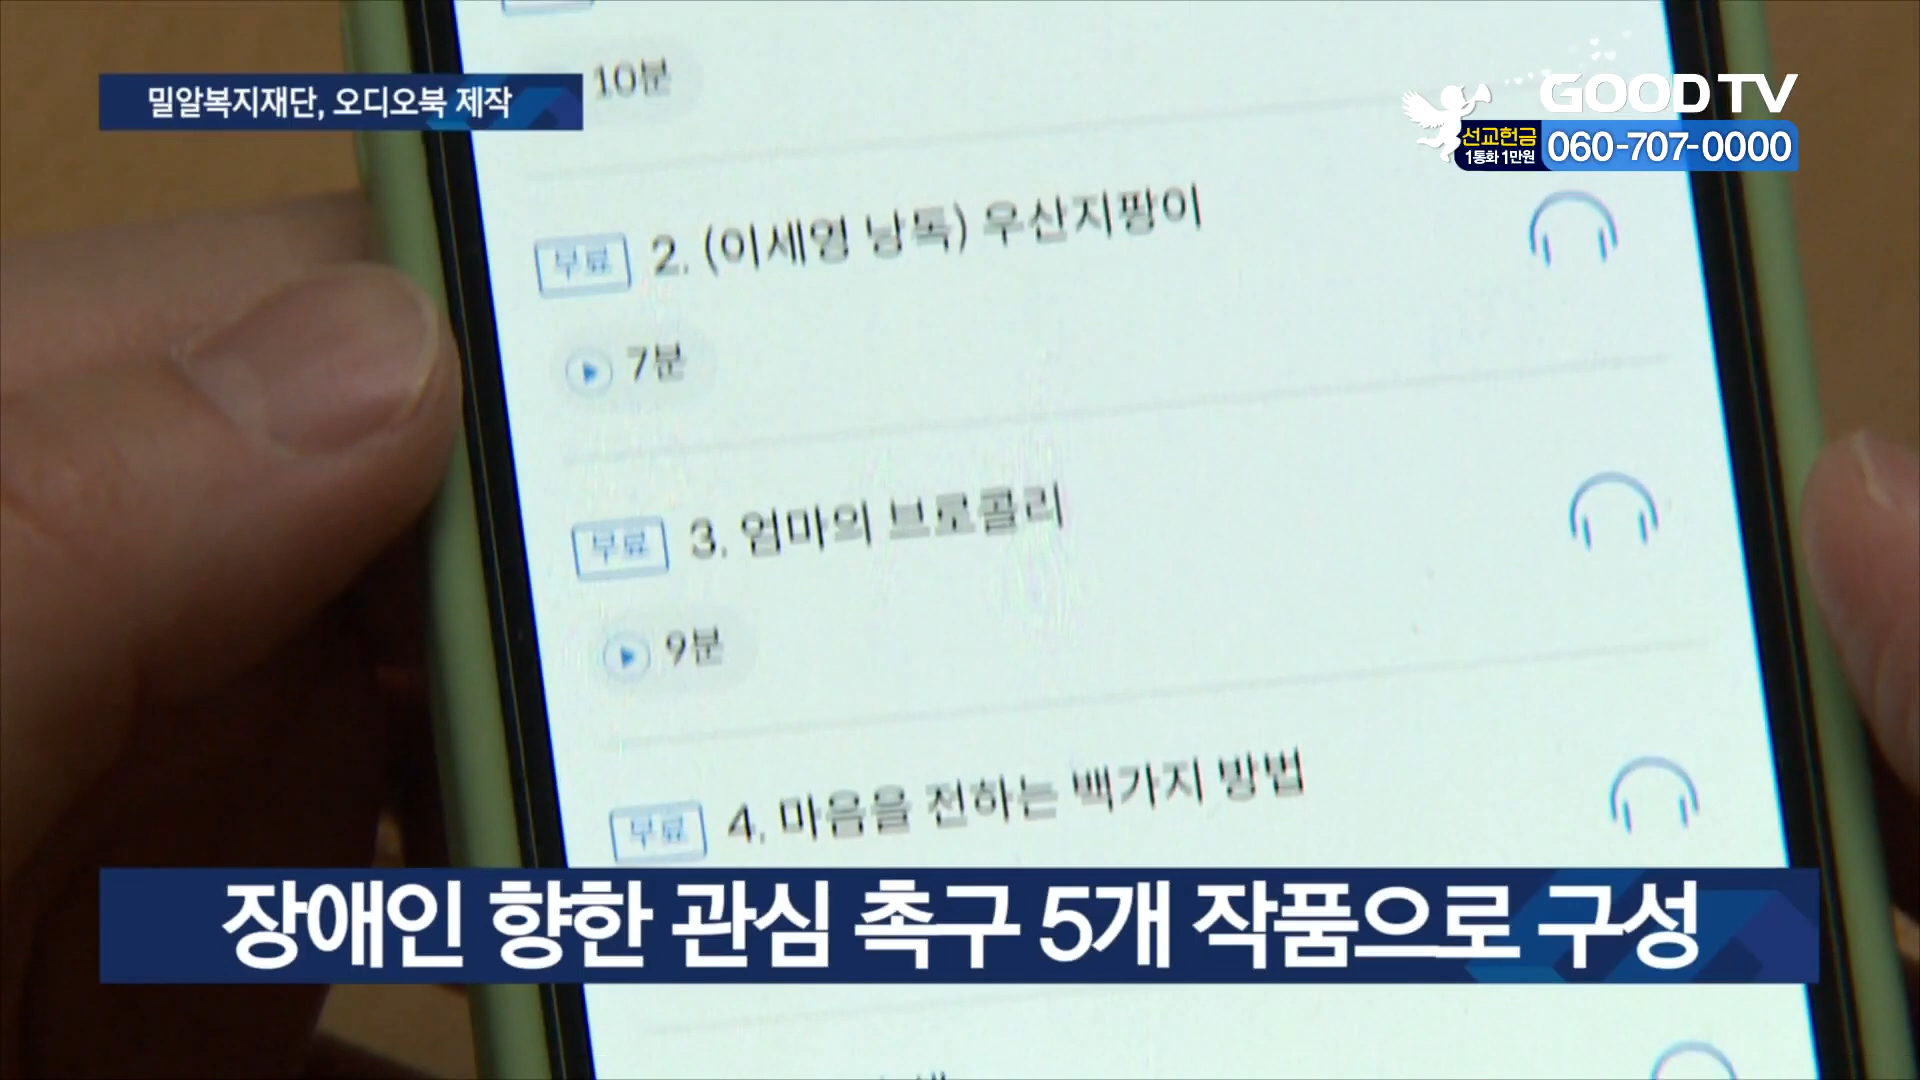 10분
밀알복지재단, 오디오북 제작
GOODTV
선교헌금
1통화 1만원
060-707-0000
무료 2. (이세영 낭독) 우산지팡이
7분
무료 3. 엄마의 브로콜리
9분
무료 4. 마음을 전하는 백가지 방법
장애인 향한 관심 촉구 5개 작품으로 구성